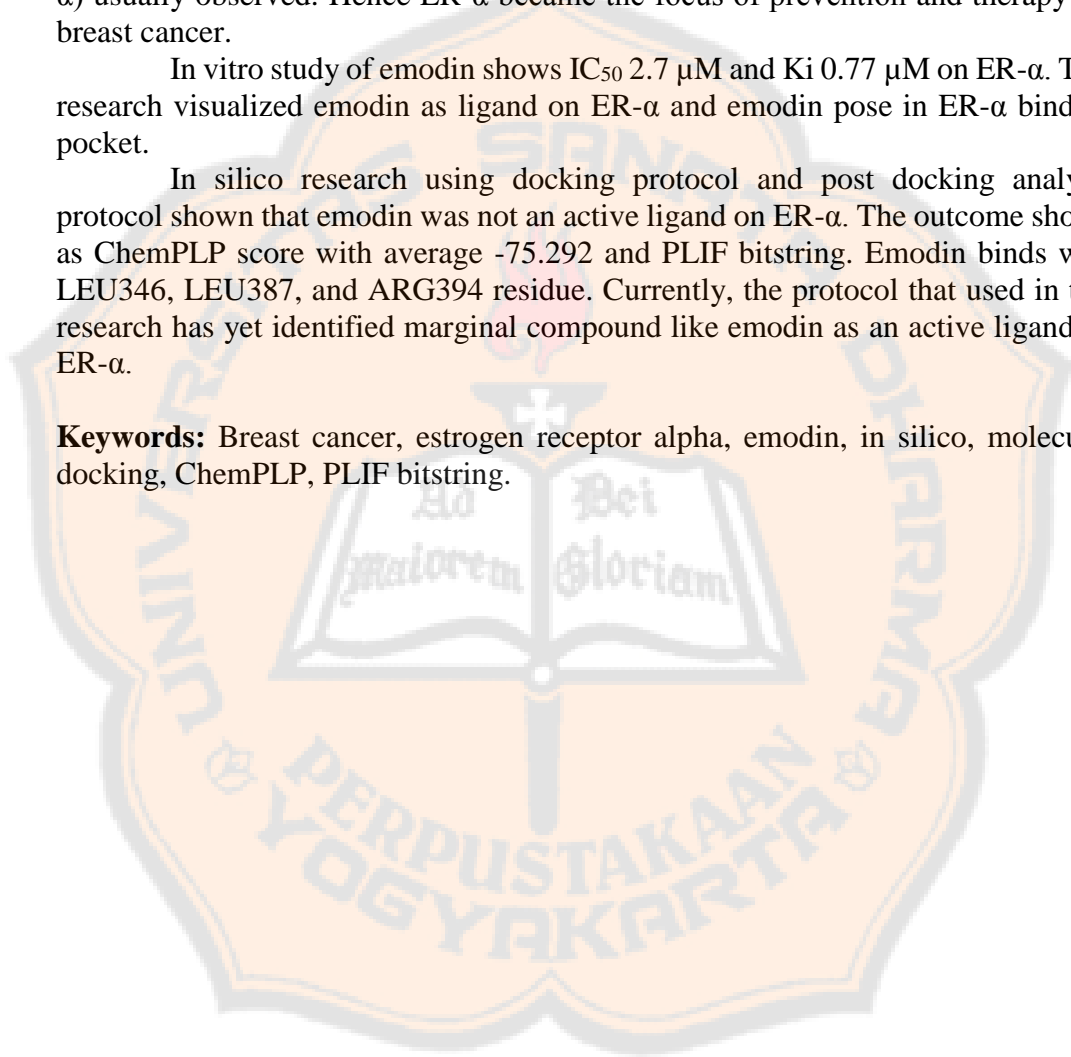 α) usually observed. Hence ER-α became the focus of prevention and therapy
breast cancer.
In vitro study of emodin shows IC50 2.7 µM and Ki 0.77 µM on ER-α.
research visualized emodin as ligand on ER-α and emodin pose in ER-α
pocket.
In silico research using docking protocol and post docking
protocol shown that emodin was not an active ligand on ER-α. The outcome
as ChemPLP score with average -75.292 and PLIF bitstring. Emodin binds
LEU346, LEU387, and ARG394 residue. Currently, the protocol that used in
research has yet identified marginal compound like emodin as an active ligand
ER-α.
Keywords: Breast cancer, estrogen receptor alpha, emodin, in silico,
docking, ChemPLP, PLIF bitstring.
UNIVERSITAS SANATA DHARMA
Ad Dei
Maiorem Gloriam
PERPUSTAKAAN
YOGYAKARTA